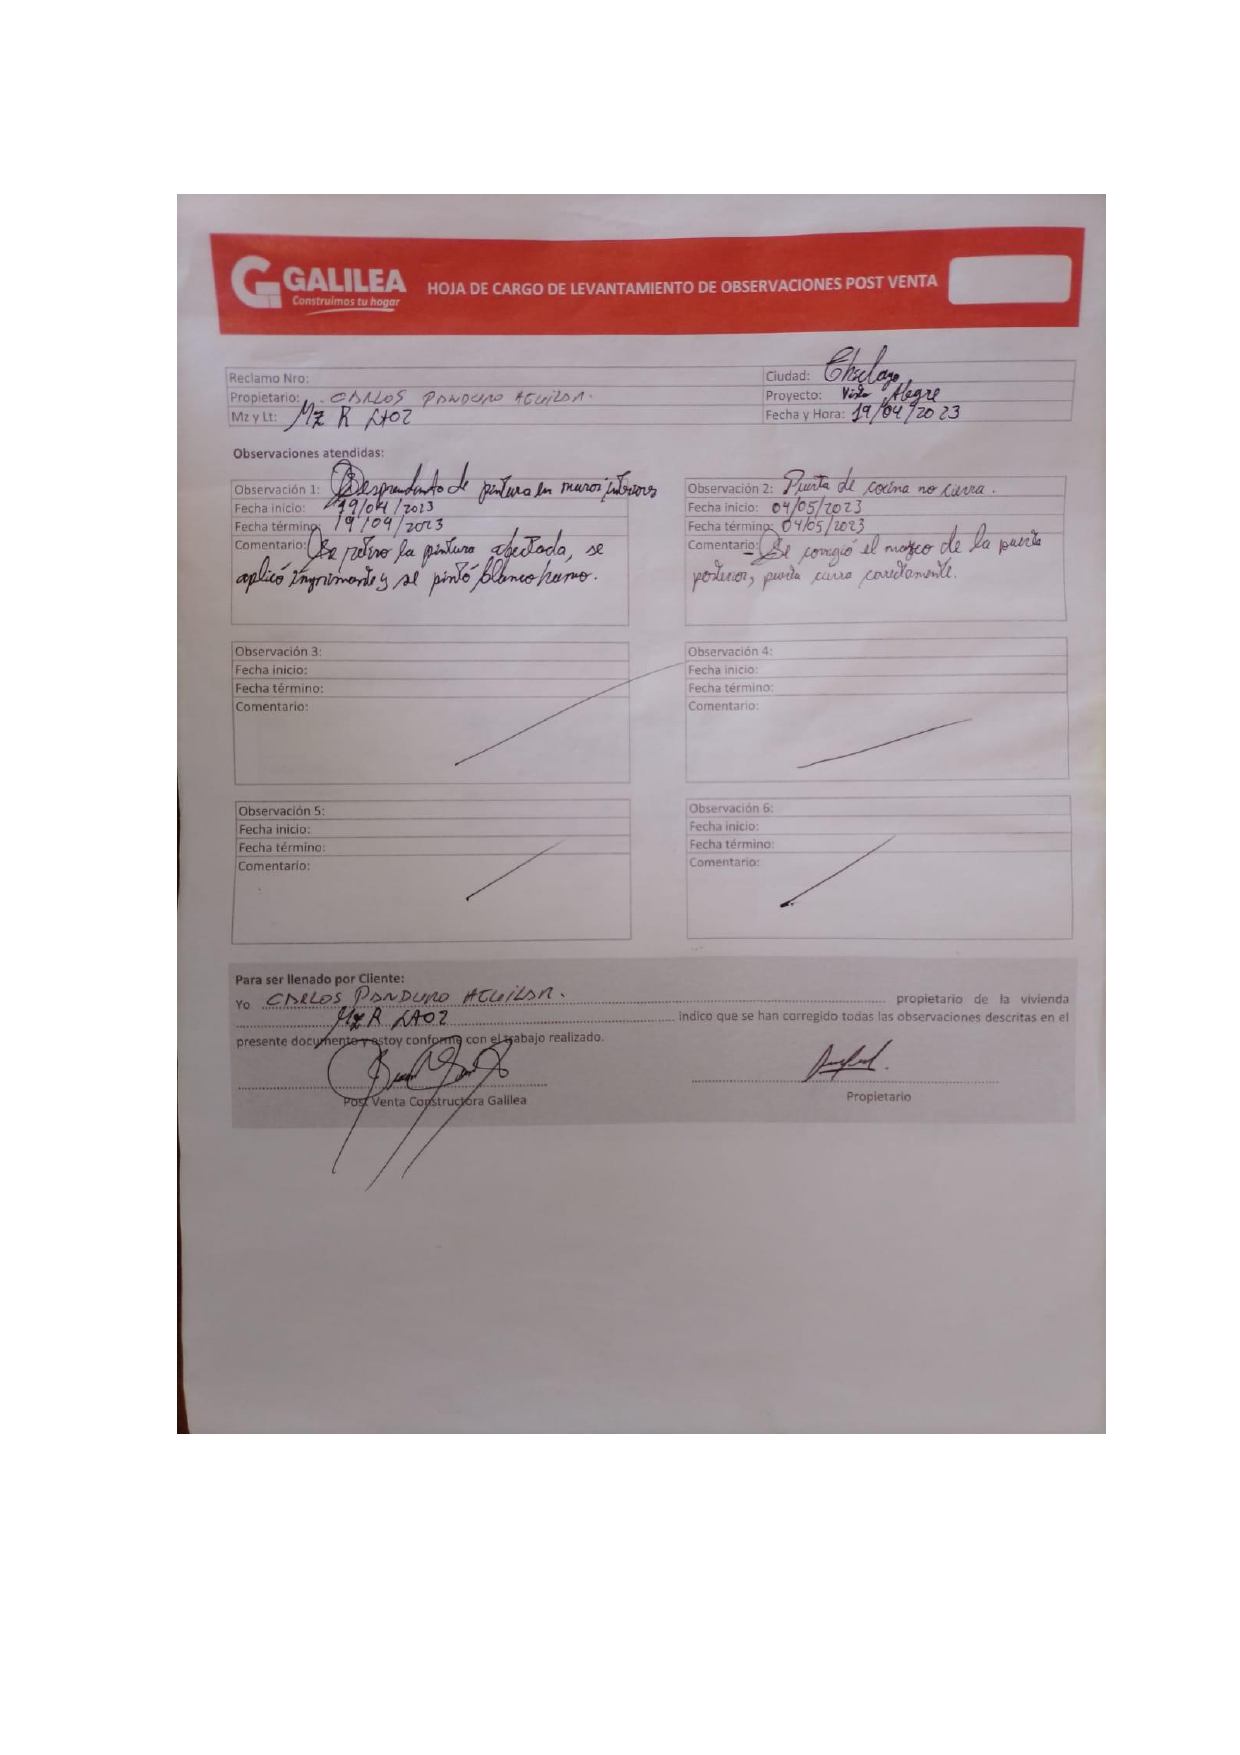 GALILEA
Construimos tu hogar
HOJA DE CARGO DE LEVANTAMIENTO DE OBSERVACIONES POST VENTA
Reclamo Nro:
Ciudad: Chiclayo
Propietario: CARLOS PANDURO AGUILAR.
Proyecto: Vista Alegre
Mz y Lt: Mz R Lt02
Fecha y Hora: 19/04/2023
Observaciones atendidas:
Observación 1: Desprendimiento de pintura en muros interiores
Fecha inicio: 19/04/2023
Fecha término: 19/04/2023
Comentario: Se retiro la pintura afectada, se
aplicó imprimante y se pintó blanco humo.
Observación 2: Puerta de cocina no cierra.
Fecha inicio: 04/05/2023
Fecha término: 04/05/2023
Comentario: Se corrigió el marco de la puerta
posterior, puerta cierra correctamente.
Observación 3:
Fecha inicio:
Fecha término:
Comentario:
Observación 4:
Fecha inicio:
Fecha término:
Comentario:
Observación 5:
Fecha inicio:
Fecha término:
Comentario:
Observación 6:
Fecha inicio:
Fecha término:
Comentario:
Para ser llenado por Cliente:
Yo CARLOS PANDURO AGUILAR. propietario de la vivienda
Mz R Lt02 indico que se han corregido todas las observaciones descritas en el
presente documento y estoy conforme con el trabajo realizado.
Post Venta Constructora Galilea
Propietario